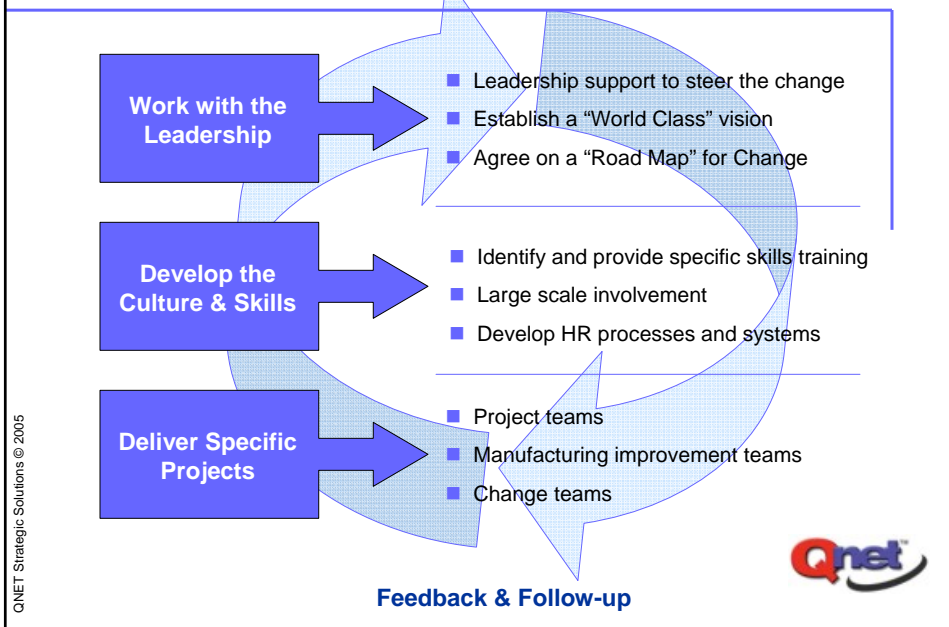 Work with the
Leadership
Leadership support to steer the change
Establish a “World Class” vision
Agree on a “Road Map” for Change
Develop the
Culture & Skills
Identify and provide specific skills training
Large scale involvement
Develop HR processes and systems
Deliver Specific
Projects
Project teams
Manufacturing improvement teams
Change teams
Feedback & Follow-up
QNET Strategic Solutions © 2005
Qnet™